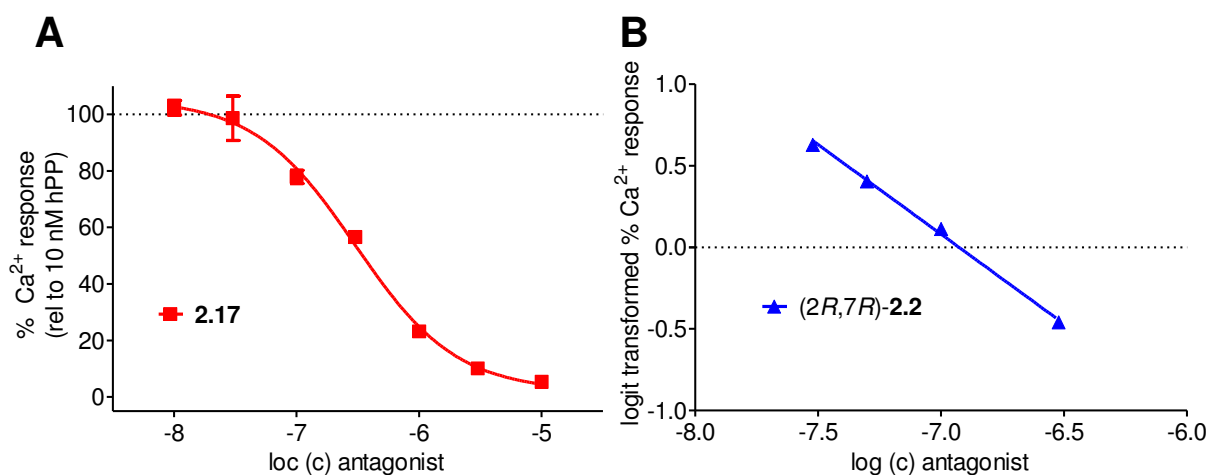 A
% Ca2+ response
(rel to 10 nM hPP)
100
80
60
40
20
0
2.17
-8
-7
-6
-5
loc (c) antagonist
B
logit transformed % Ca2+ response
1.0
0.5
0.0
-0.5
-1.0
(2R,7R)-2.2
-8.0
-7.5
-7.0
-6.5
-6.0
log (c) antagonist